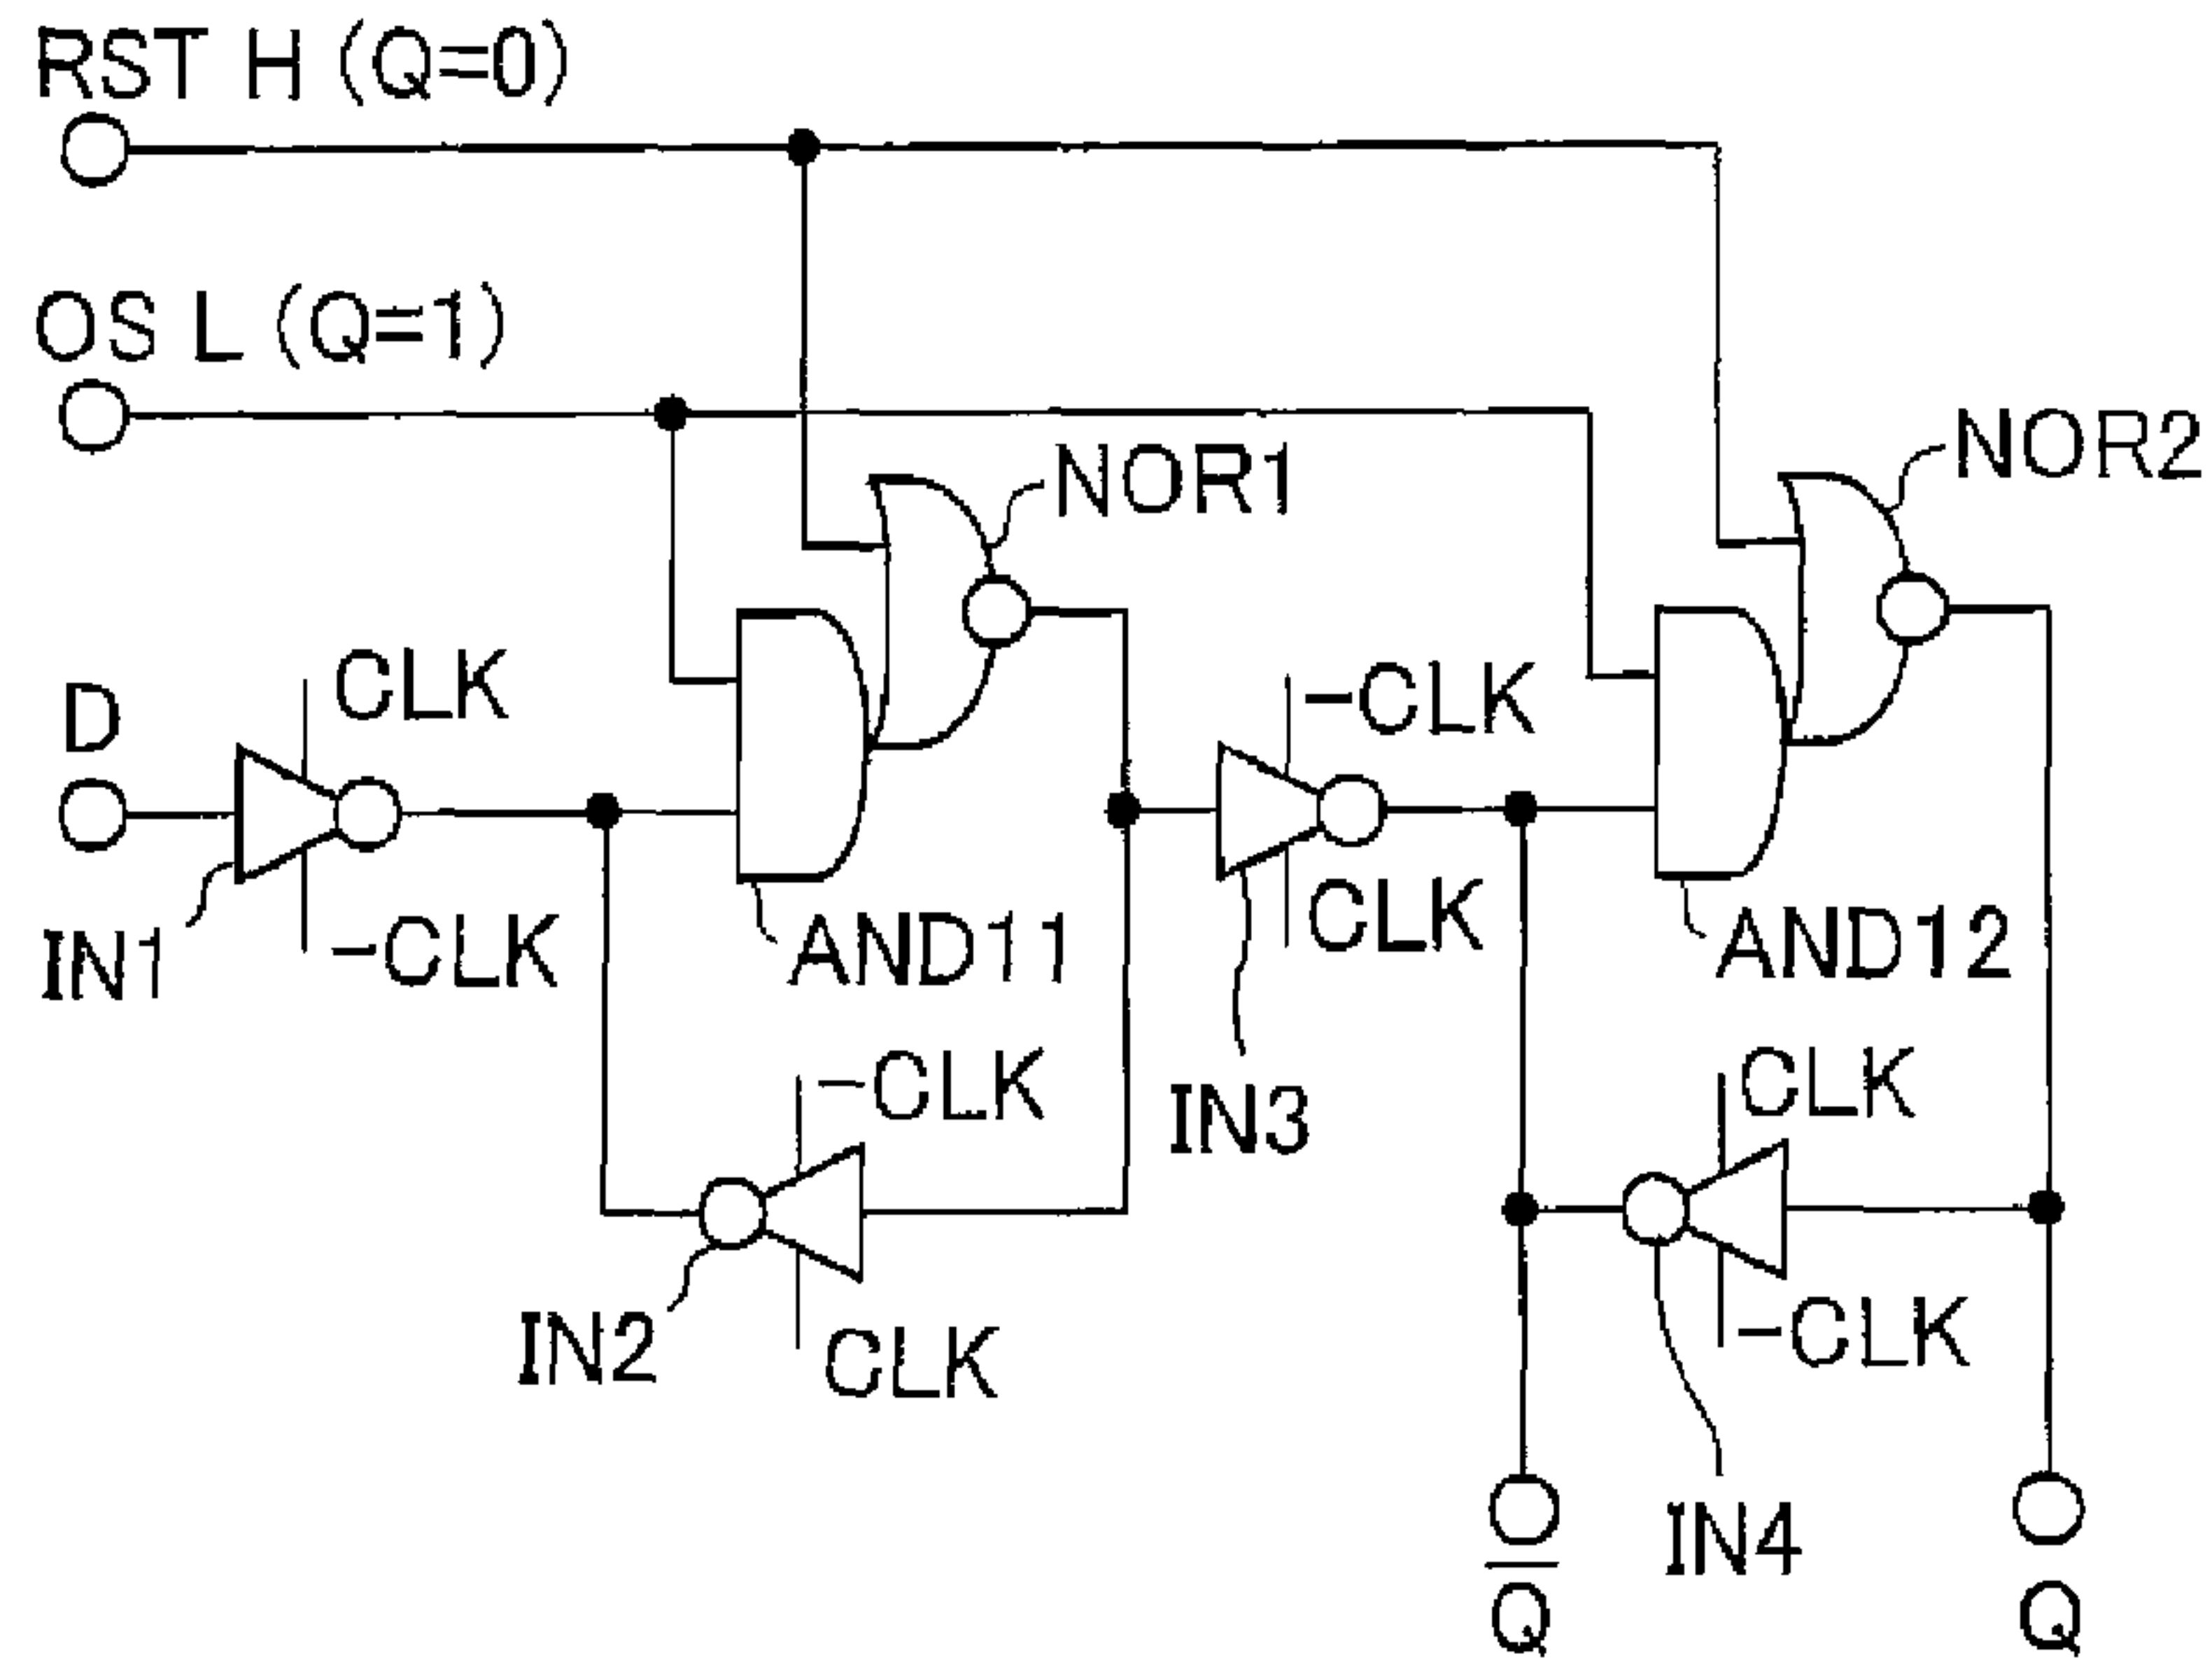 RST H (Q=0)
OS L (Q=1)
NOR1
NOR2
CLK
-CLK
D
IN1
-CLK
AND11
CLK
AND12
-CLK
CLK
IN3
IN2
CLK
-CLK
IN4
Q̅
Q